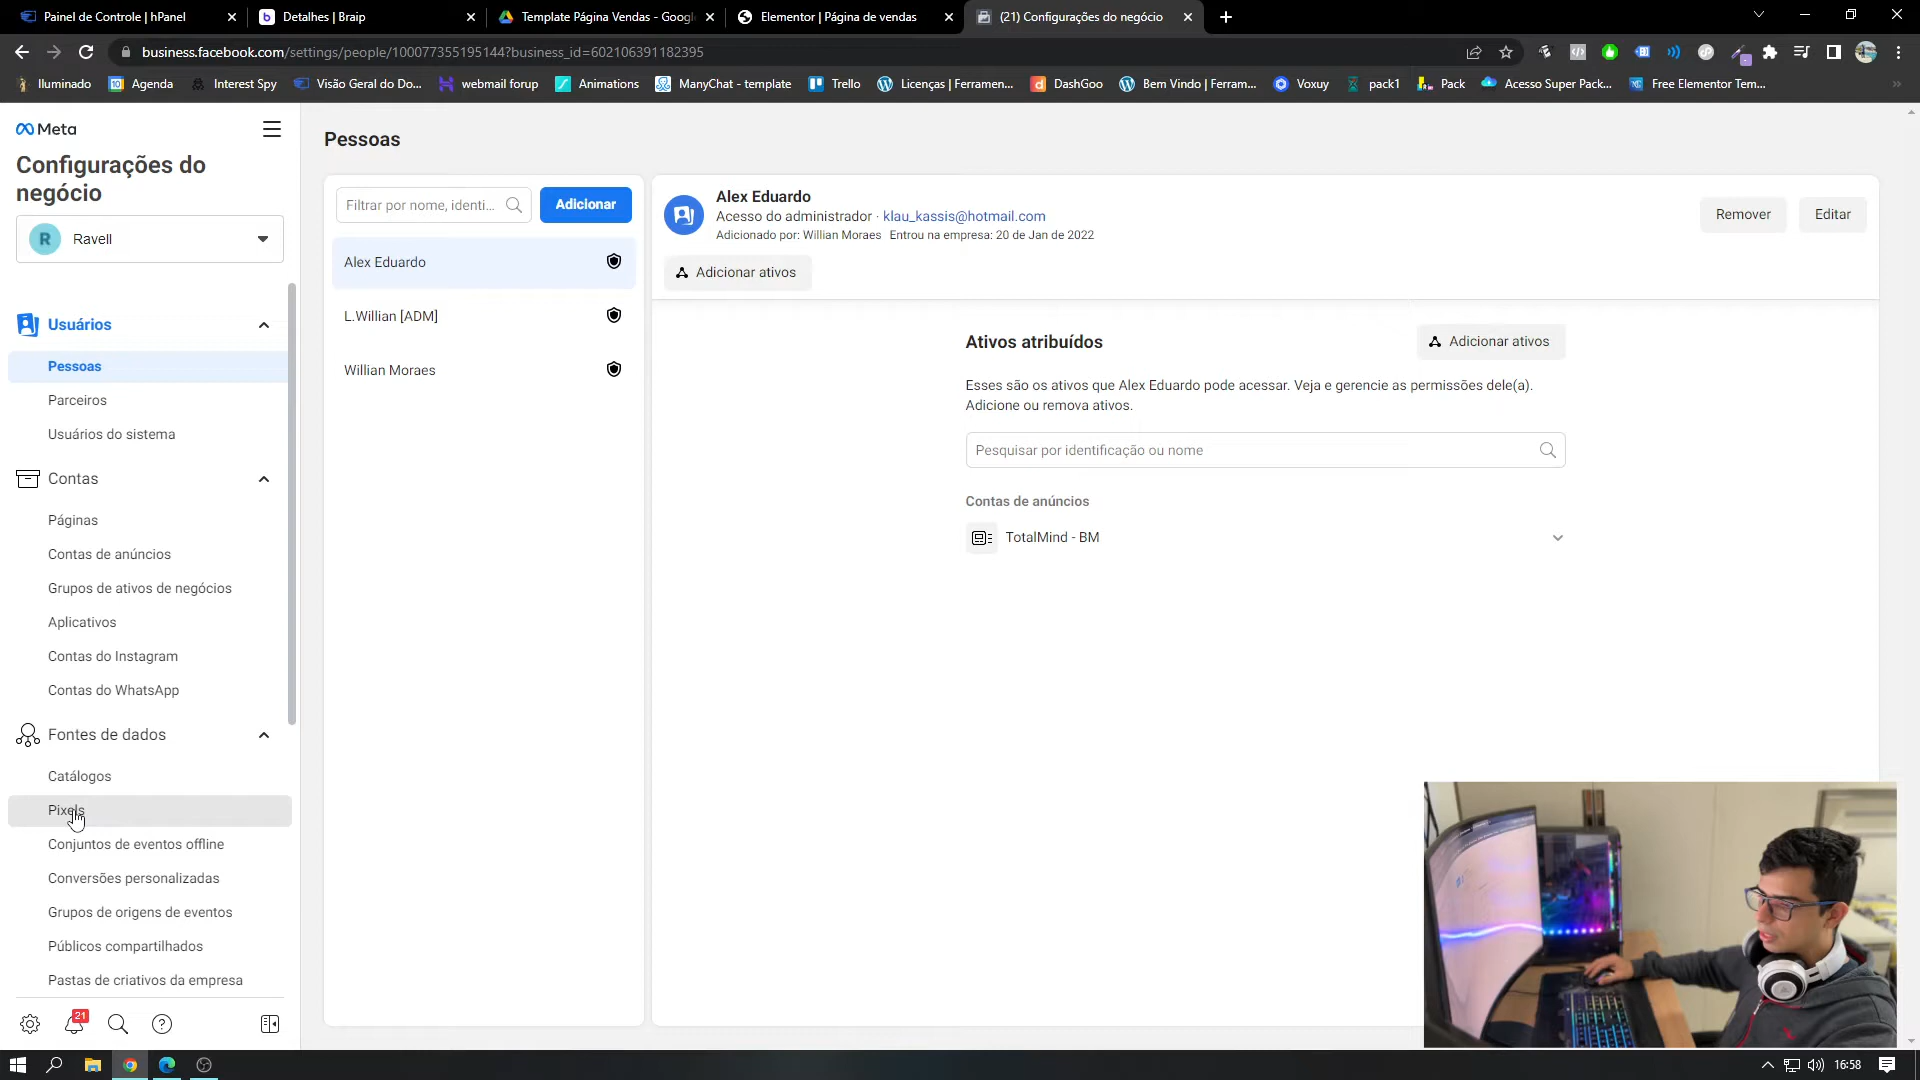 Painel de Controle | hPanel
Detalhes | Braip
Template Página Vendas - Googl
Elementor | Página de vendas
(21) Configurações do negócio
business.facebook.com/settings/people/100077355195144?business_id=602106391182395
Iluminado
Agenda
Interest Spy
Visão Geral do Do...
webmail forup
Animations
ManyChat - template
Trello
Licenças | Ferramen...
DashGoo
Bem Vindo | Ferram...
Voxuy
pack1
Pack
Acesso Super Pack...
Free Elementor Tem...
Meta
Configurações do
negócio
R
Ravell
Usuários
Pessoas
Parceiros
Usuários do sistema
Contas
Páginas
Contas de anúncios
Grupos de ativos de negócios
Aplicativos
Contas do Instagram
Contas do WhatsApp
Fontes de dados
Catálogos
Pixels
Conjuntos de eventos offline
Conversões personalizadas
Grupos de origens de eventos
Públicos compartilhados
Pastas de criativos da empresa
21
Pessoas
Filtrar por nome, identi...
Adicionar
Alex Eduardo
L.Willian [ADM]
Willian Moraes
Alex Eduardo
Acesso do administrador · klau_kassis@hotmail.com
Adicionado por: Willian Moraes Entrou na empresa: 20 de Jan de 2022
Remover
Editar
Adicionar ativos
Ativos atribuídos
Adicionar ativos
Esses são os ativos que Alex Eduardo pode acessar. Veja e gerencie as permissões dele(a).
Adicione ou remova ativos.
Pesquisar por identificação ou nome
Contas de anúncios
TotalMind - BM
16:58